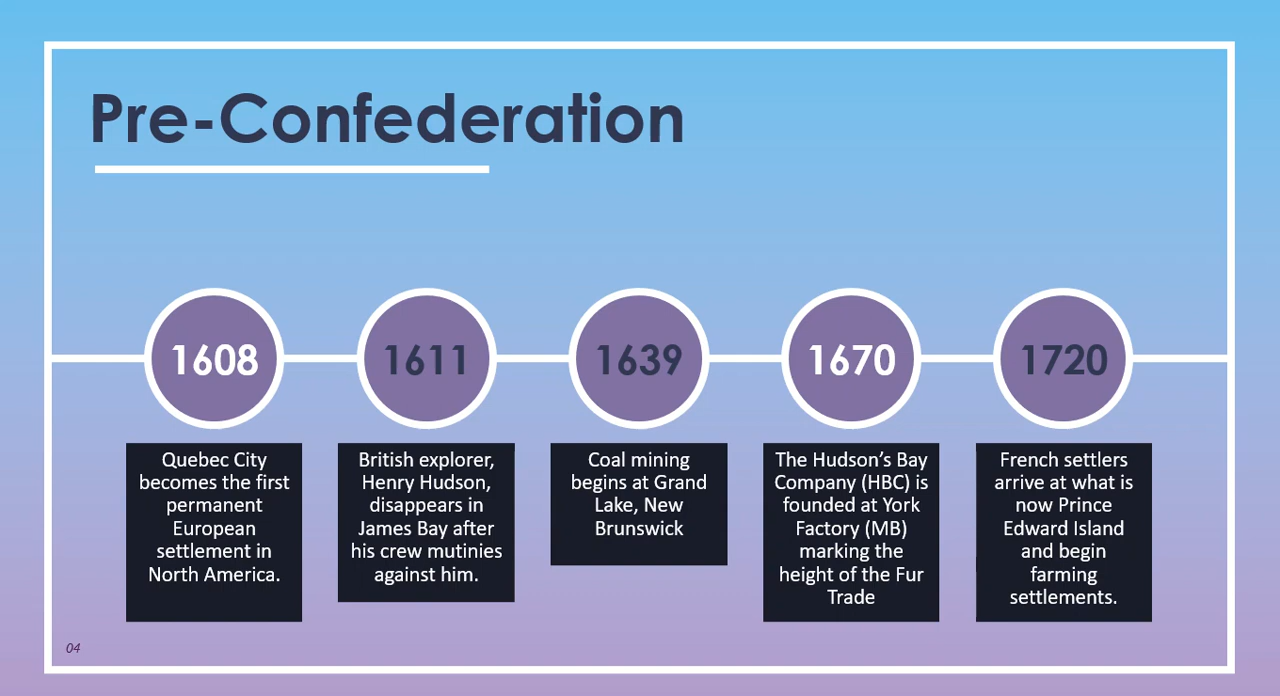 Pre-Confederation
1608
1611
1639
1670
1720
Quebec City
becomes the first
permanent
European
settlement in
North America.
British explorer,
Henry Hudson,
disappears in
James Bay after
his crew mutinies
against him.
Coal mining
begins at Grand
Lake, New
Brunswick
The Hudson’s Bay
Company (HBC) is
founded at York
Factory (MB)
marking the
height of the Fur
Trade
French settlers
arrive at what is
now Prince
Edward Island
and begin
farming
settlements.
04